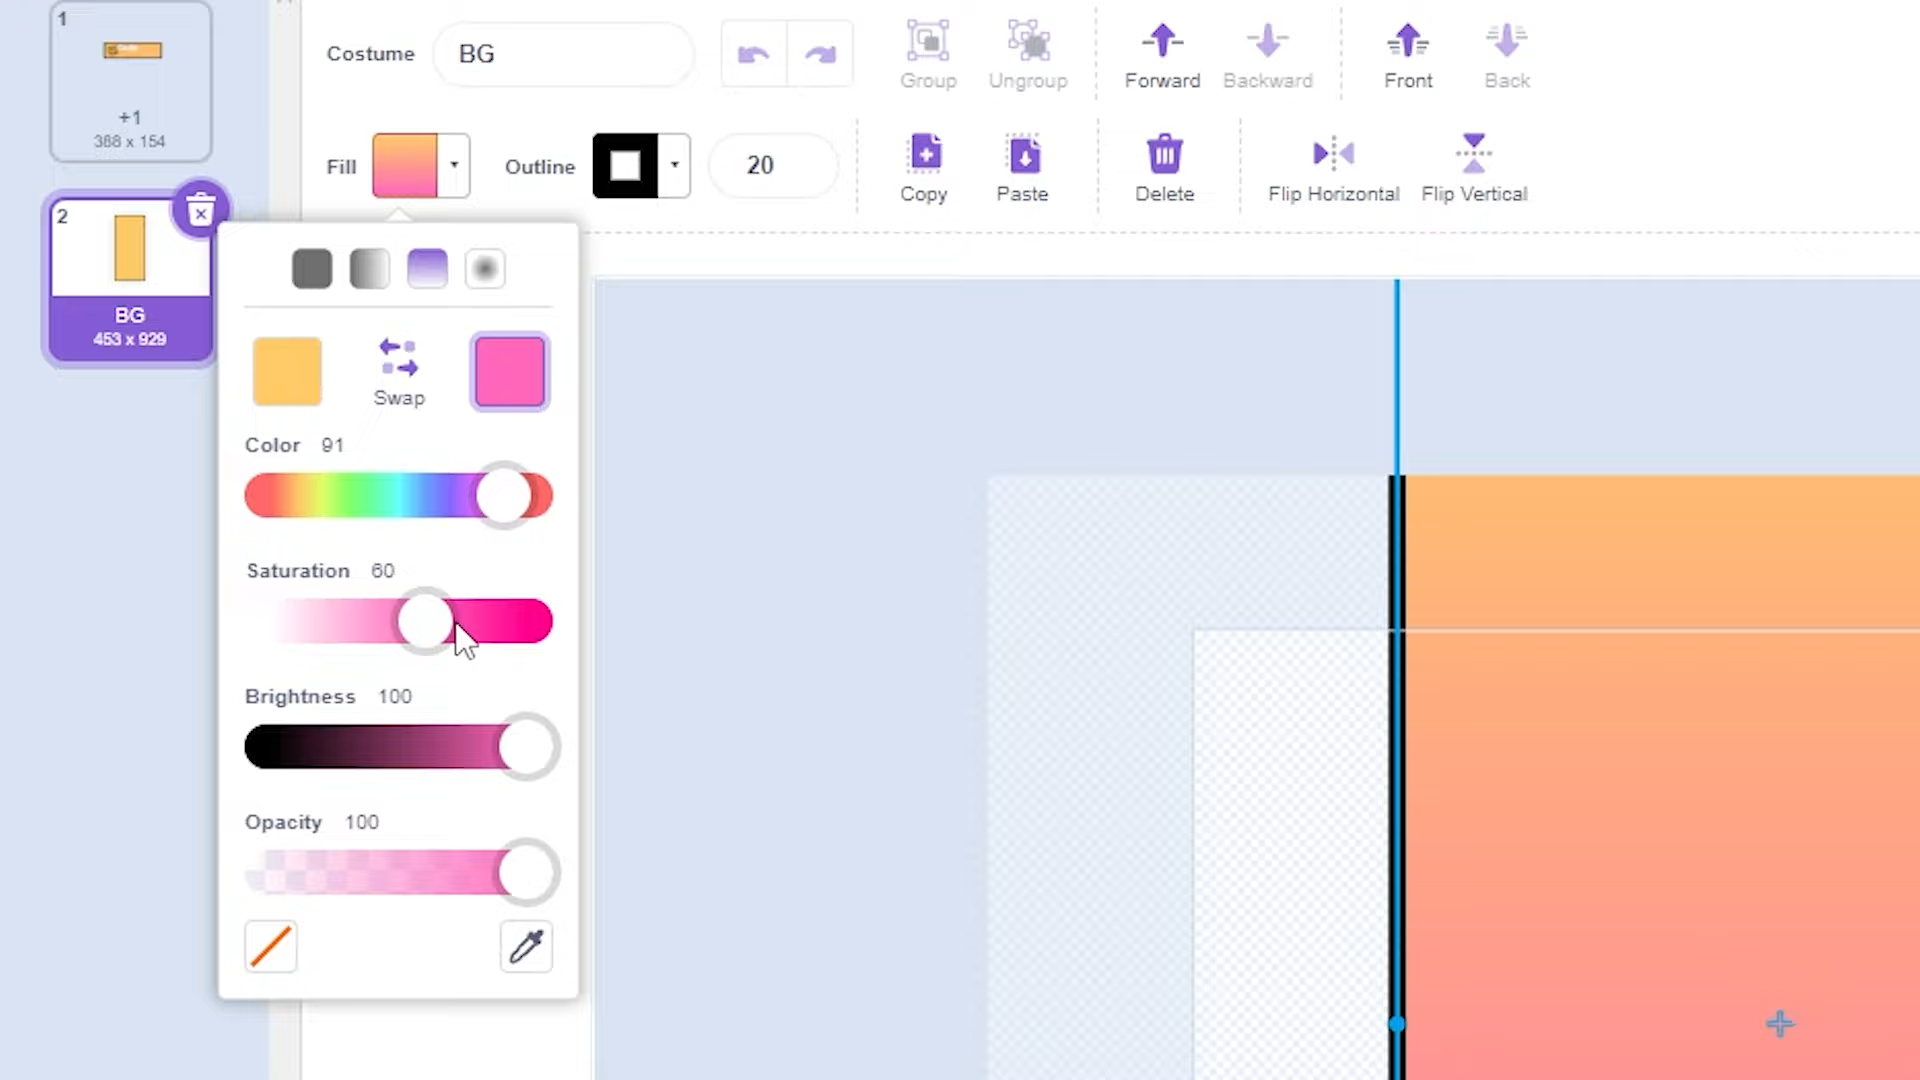 1
+1
388 x 154
2
BG
453 x 929
Costume BG
Group Ungroup Forward Backward Front Back
Fill Outline 20
Copy Paste Delete Flip Horizontal Flip Vertical
Swap
Color 91
Saturation 60
Brightness 100
Opacity 100